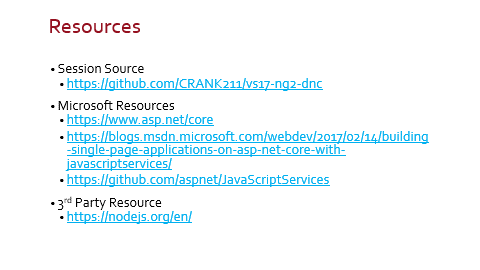 Resources
• Session Source
• https://github.com/CRANK211/vs17-ng2-dnc
• Microsoft Resources
• https://www.asp.net/core
• https://blogs.msdn.microsoft.com/webdev/2017/02/14/building
-single-page-applications-on-asp-net-core-with-
javascriptservices/
• https://github.com/aspnet/JavaScriptServices
• 3rd Party Resource
• https://nodejs.org/en/